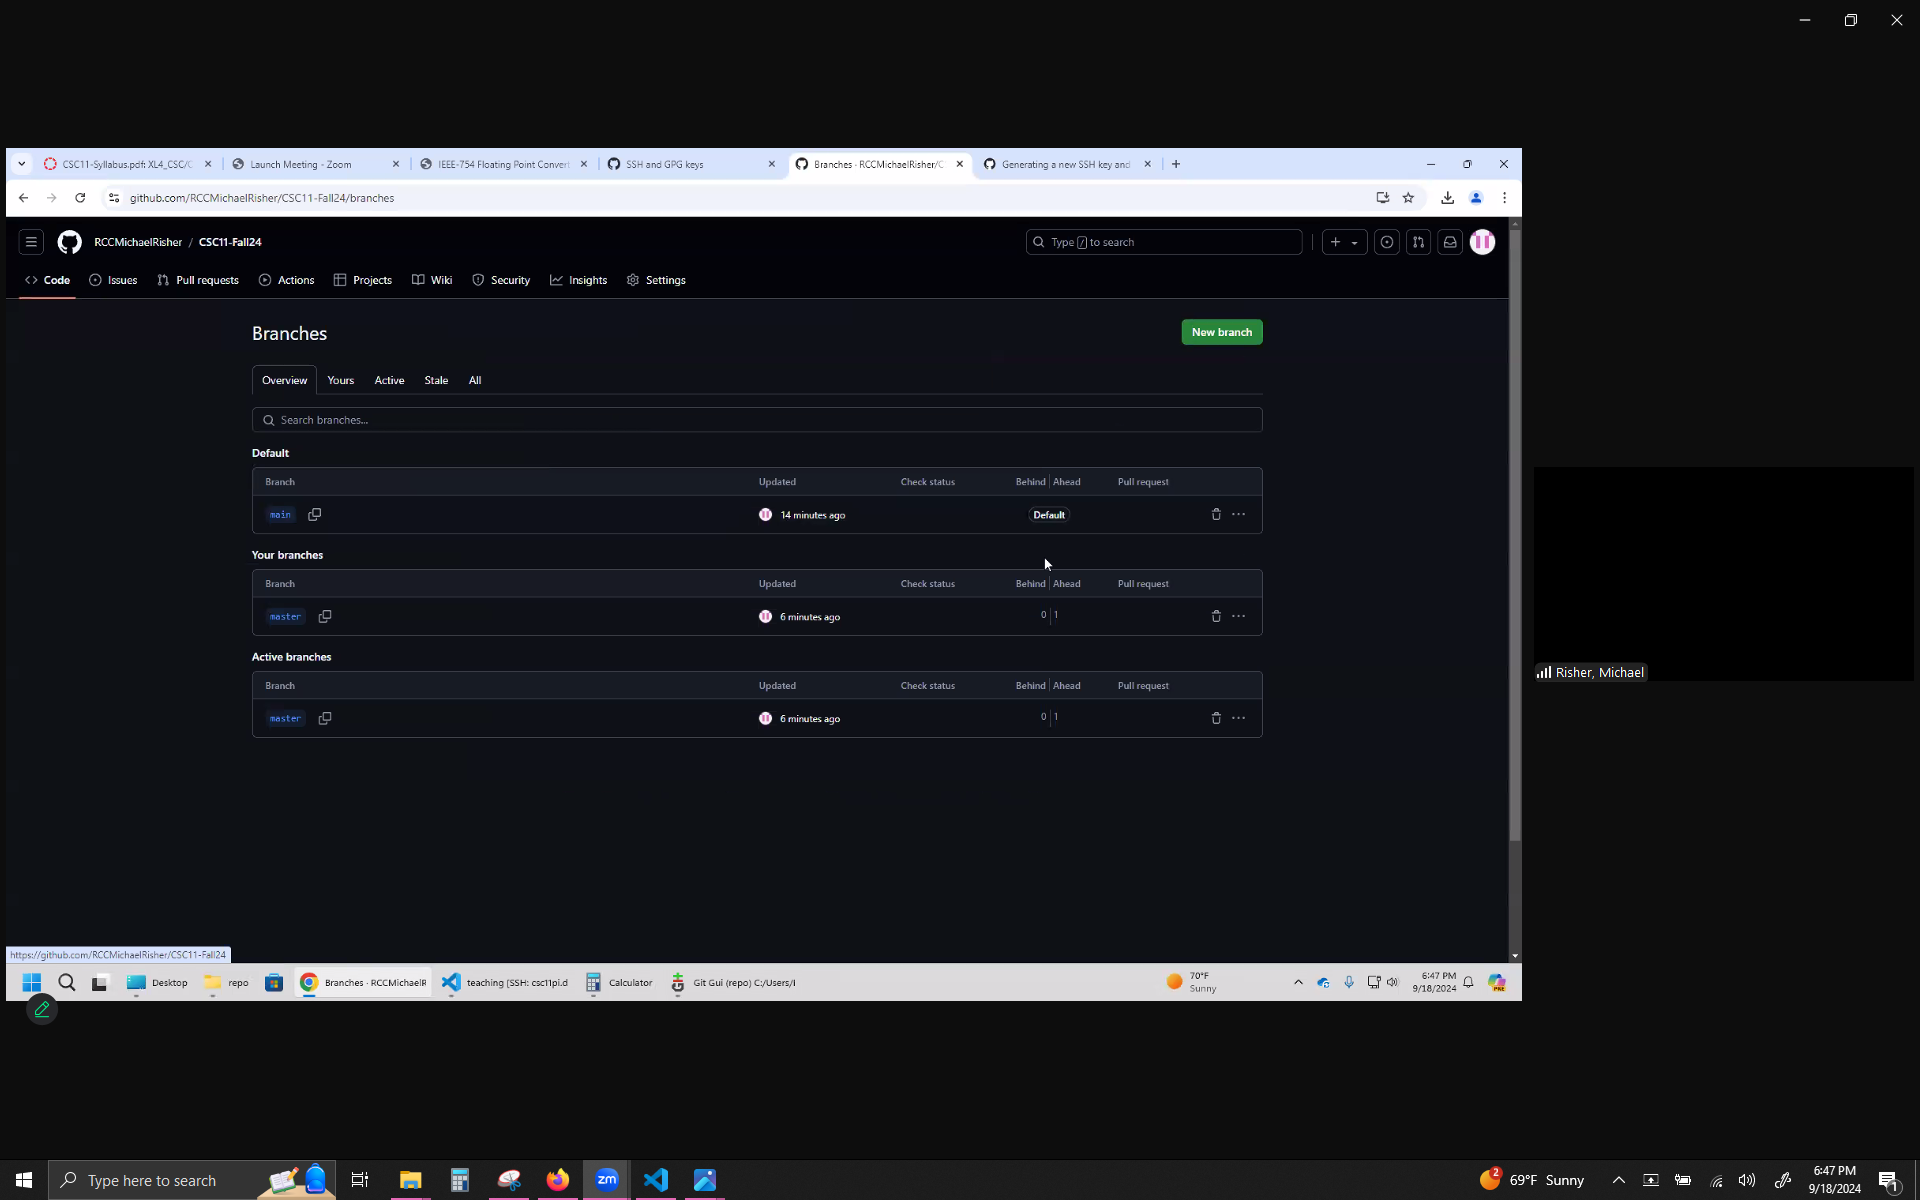 CSC11-Syllabus.pdf: XL4_CSC/C
Launch Meeting - Zoom
IEEE-754 Floating Point Convert
SSH and GPG keys
Branches · RCCMichaelRisher/C
Generating a new SSH key and
github.com/RCCMichaelRisher/CSC11-Fall24/branches
RCCMichaelRisher / CSC11-Fall24
Type / to search
Code
Issues
Pull requests
Actions
Projects
Wiki
Security
Insights
Settings
Branches
New branch
Overview
Yours
Active
Stale
All
Search branches...
Default
Branch Updated Check status Behind Ahead Pull request
main 14 minutes ago Default
Your branches
Branch Updated Check status Behind Ahead Pull request
master 6 minutes ago 0 1
Active branches
Branch Updated Check status Behind Ahead Pull request
master 6 minutes ago 0 1
Risher, Michael
https://github.com/RCCMichaelRisher/CSC11-Fall24
Desktop
repo
Branches · RCCMichaelR
teaching [SSH: csc11pi.d
Calculator
Git Gui (repo) C:/Users/I
70°F
Sunny
6:47 PM
9/18/2024
PRE
Type here to search
zm
2
69°F Sunny
6:47 PM
9/18/2024
1